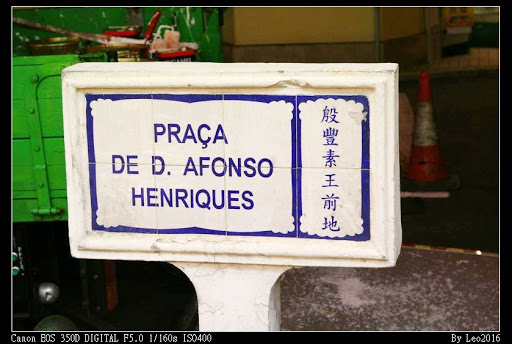 PRAÇA
DE D. AFONSO
HENRIQUES
殷豐素王前地
Canon EOS 350D DIGITAL F5.0 1/160s ISO400
By Leo2016